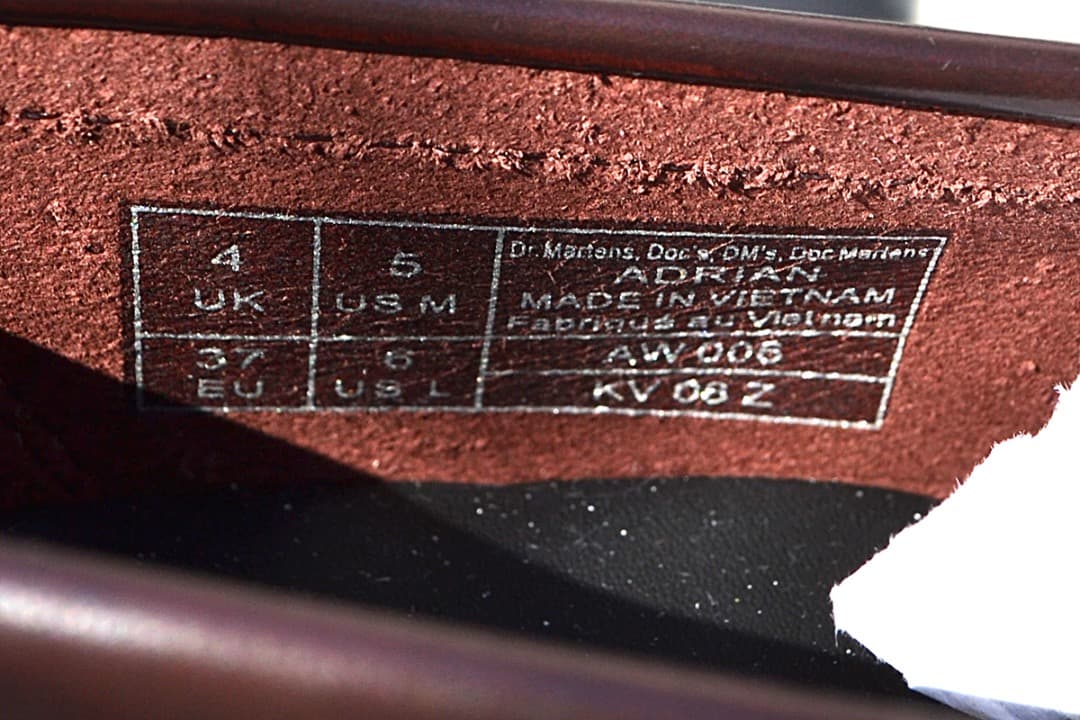 4
UK
5
US M
37
EU
6
US L
Dr. Martens, Doc's, DM's, Doc Martens
ADRIAN
MADE IN VIETNAM
Fabriqué au Vietnam
AW 006
KV 08 Z